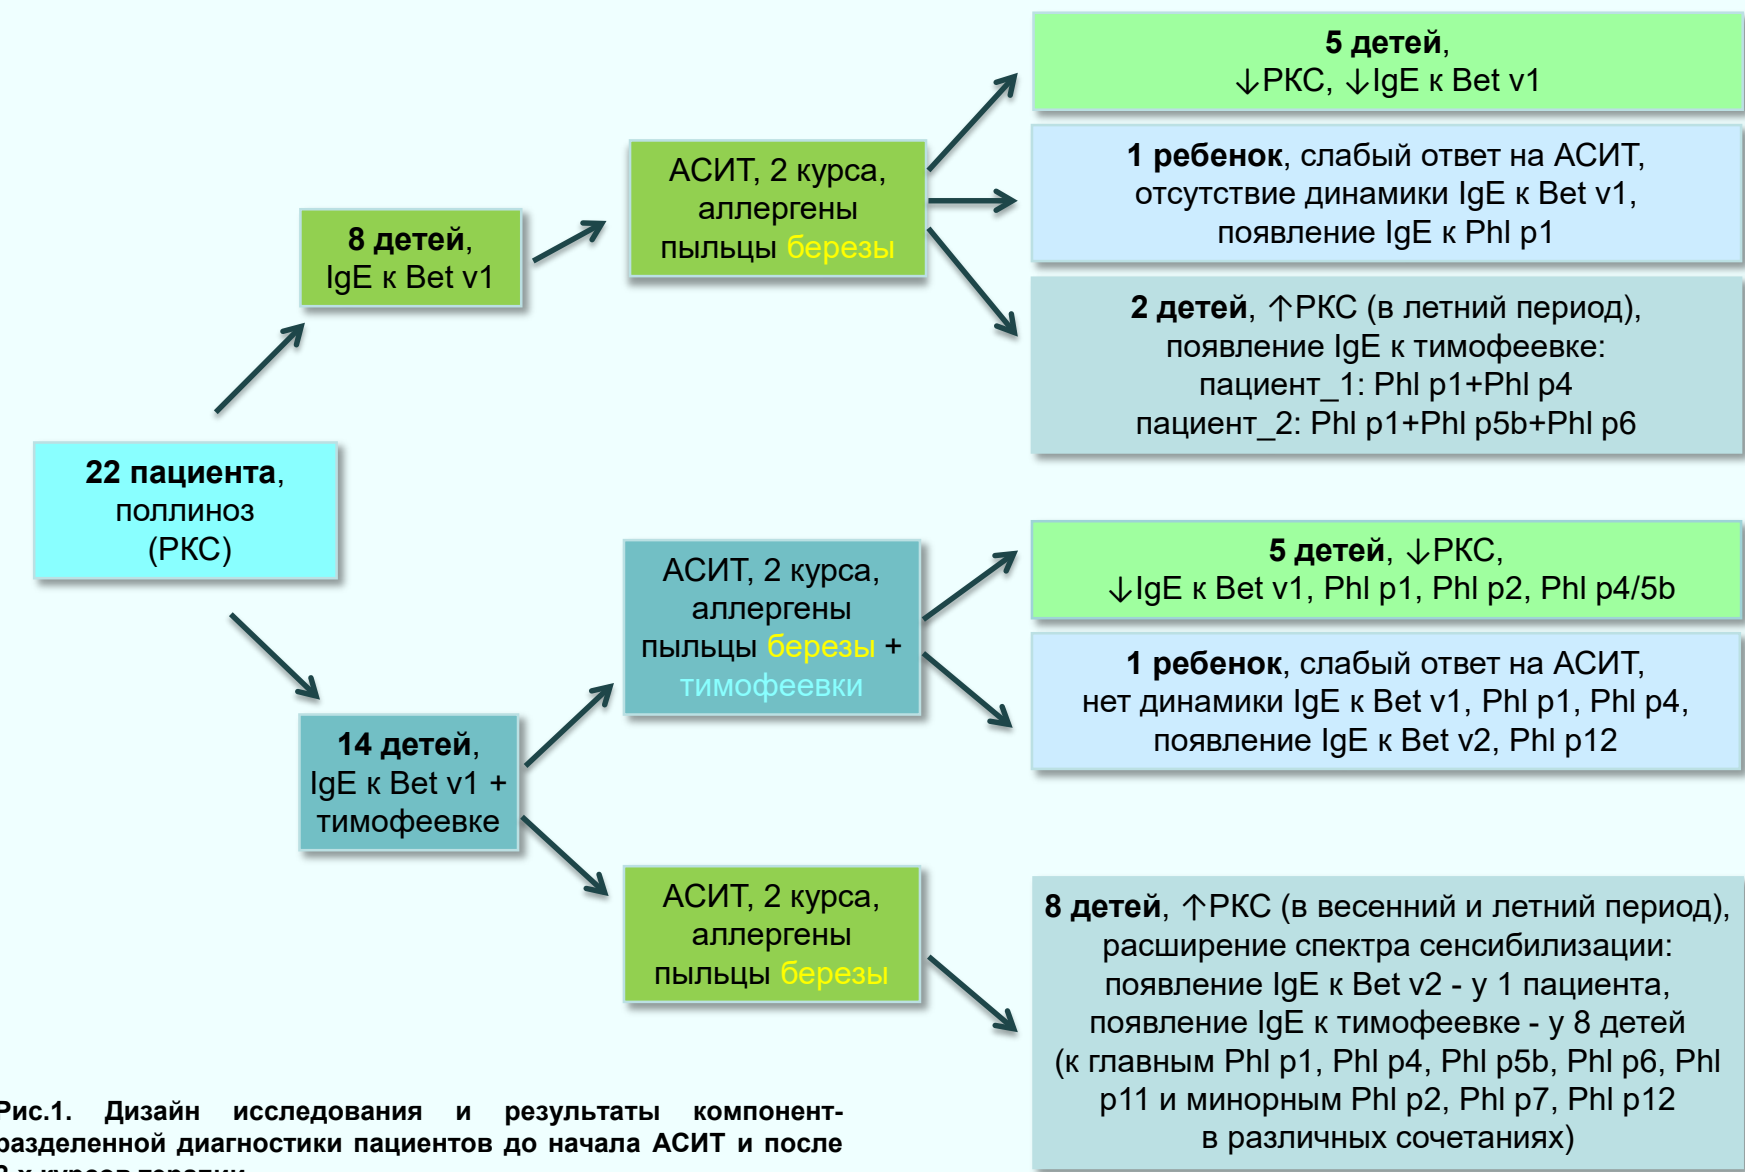 22 пациента,
поллиноз
(РКС)
8 детей,
IgE к Bet v1
14 детей,
IgE к Bet v1 +
тимофеевке
АСИТ, 2 курса,
аллергены
пыльцы березы
АСИТ, 2 курса,
аллергены
пыльцы березы +
тимофеевки
АСИТ, 2 курса,
аллергены
пыльцы березы
5 детей,
↓РКС, ↓IgE к Bet v1
1 ребенок, слабый ответ на АСИТ,
отсутствие динамики IgE к Bet v1,
появление IgE к Phl p1
2 детей, ↑РКС (в летний период),
появление IgE к тимофеевке:
пациент_1: Phl p1+Phl p4
пациент_2: Phl p1+Phl p5b+Phl p6
5 детей, ↓РКС,
↓IgE к Bet v1, Phl p1, Phl p2, Phl p4/5b
1 ребенок, слабый ответ на АСИТ,
нет динамики IgE к Bet v1, Phl p1, Phl p4,
появление IgE к Bet v2, Phl p12
8 детей, ↑РКС (в весенний и летний период),
расширение спектра сенсибилизации:
появление IgE к Bet v2 - у 1 пациента,
появление IgE к тимофеевке - у 8 детей
(к главным Phl p1, Phl p4, Phl p5b, Phl p6, Phl
p11 и минорным Phl p2, Phl p7, Phl p12
в различных сочетаниях)
Рис.1. Дизайн исследования и результаты компонент-
разделенной диагностики пациентов до начала АСИТ и после
2-х курсов терапии